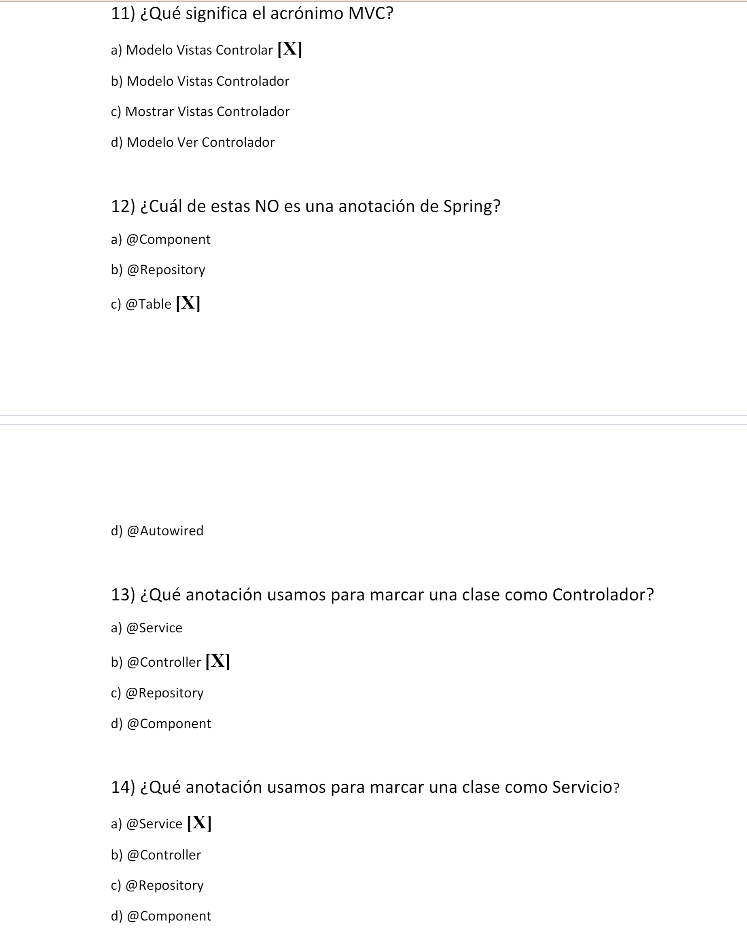 11) ¿Qué significa el acrónimo MVC?
a) Modelo Vistas Controlar [X]
b) Modelo Vistas Controlador
c) Mostrar Vistas Controlador
d) Modelo Ver Controlador
12) ¿Cuál de estas NO es una anotación de Spring?
a) @Component
b) @Repository
c) @Table [X]
d) @Autowired
13) ¿Qué anotación usamos para marcar una clase como Controlador?
a) @Service
b) @Controller [X]
c) @Repository
d) @Component
14) ¿Qué anotación usamos para marcar una clase como Servicio?
a) @Service [X]
b) @Controller
c) @Repository
d) @Component